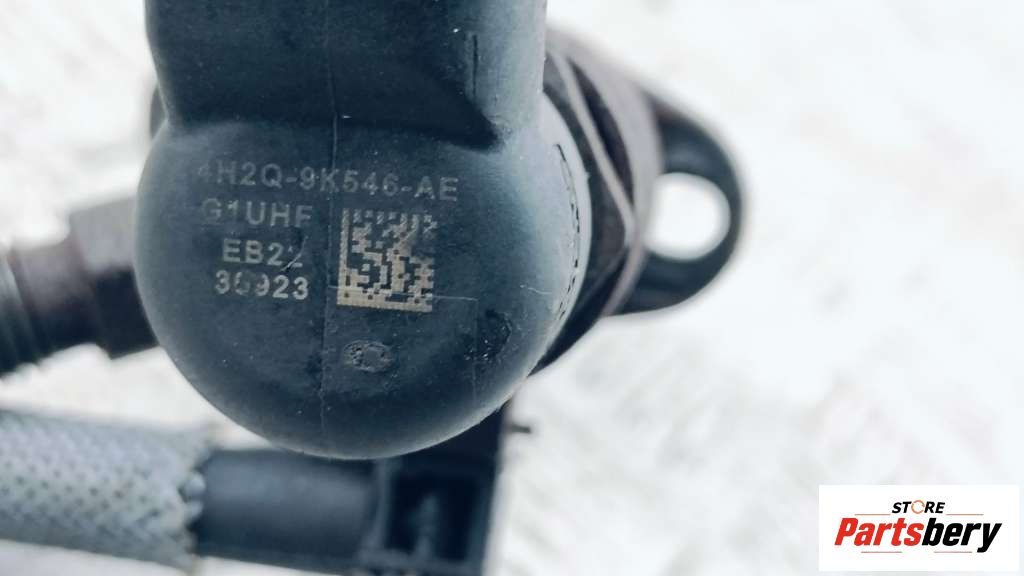 4H2Q-9K546-AE
G1UHF
EB22
30923
STORE
Partsbery